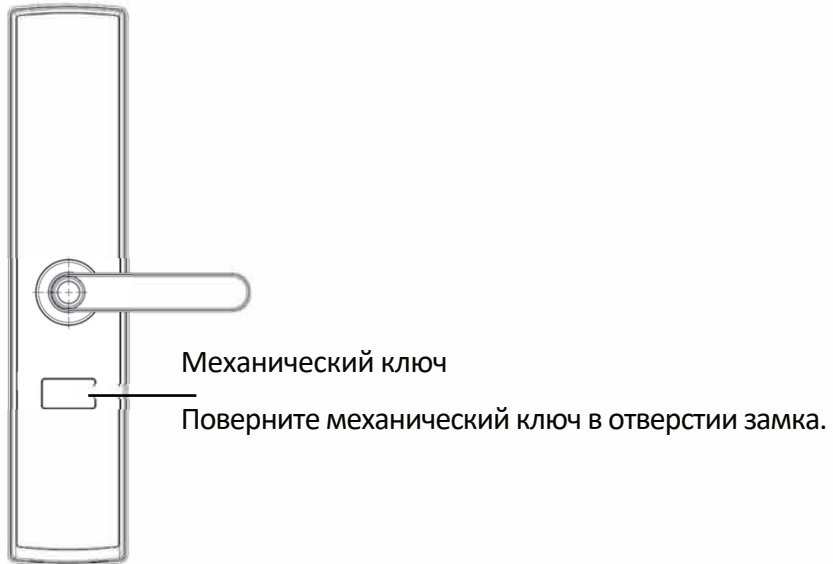 Механический ключ
Поверните механический ключ в отверстии замка.